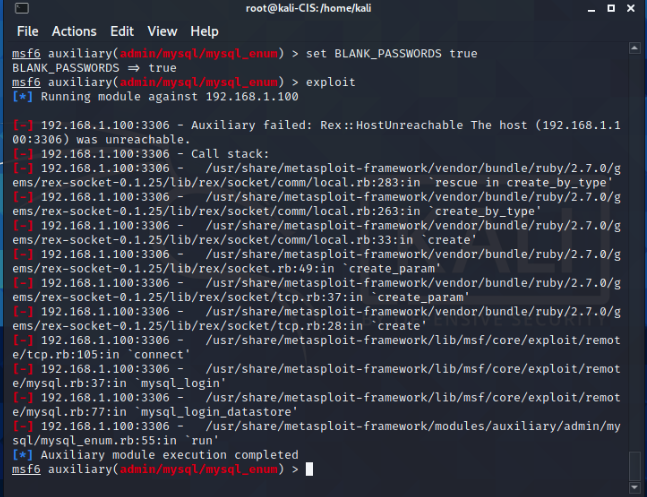 root@kali-CIS:/home/kali
File Actions Edit View Help
msf6 auxiliary(admin/mysql/mysql_enum) > set BLANK_PASSWORDS true
BLANK_PASSWORDS => true
msf6 auxiliary(admin/mysql/mysql_enum) > exploit
[*] Running module against 192.168.1.100
[-] 192.168.1.100:3306 - Auxiliary failed: Rex::HostUnreachable The host (192.168.1.1
00:3306) was unreachable.
[-] 192.168.1.100:3306 - Call stack:
[-] 192.168.1.100:3306 -   /usr/share/metasploit-framework/vendor/bundle/ruby/2.7.0/g
ems/rex-socket-0.1.25/lib/rex/socket/comm/local.rb:283:in `rescue in create_by_type'
[-] 192.168.1.100:3306 -   /usr/share/metasploit-framework/vendor/bundle/ruby/2.7.0/g
ems/rex-socket-0.1.25/lib/rex/socket/comm/local.rb:263:in `create_by_type'
[-] 192.168.1.100:3306 -   /usr/share/metasploit-framework/vendor/bundle/ruby/2.7.0/g
ems/rex-socket-0.1.25/lib/rex/socket/comm/local.rb:33:in `create'
[-] 192.168.1.100:3306 -   /usr/share/metasploit-framework/vendor/bundle/ruby/2.7.0/g
ems/rex-socket-0.1.25/lib/rex/socket.rb:49:in `create_param'
[-] 192.168.1.100:3306 -   /usr/share/metasploit-framework/vendor/bundle/ruby/2.7.0/g
ems/rex-socket-0.1.25/lib/rex/socket/tcp.rb:37:in `create_param'
[-] 192.168.1.100:3306 -   /usr/share/metasploit-framework/vendor/bundle/ruby/2.7.0/g
ems/rex-socket-0.1.25/lib/rex/socket/tcp.rb:28:in `create'
[-] 192.168.1.100:3306 -   /usr/share/metasploit-framework/lib/msf/core/exploit/remot
e/tcp.rb:105:in `connect'
[-] 192.168.1.100:3306 -   /usr/share/metasploit-framework/lib/msf/core/exploit/remot
e/mysql.rb:37:in `mysql_login'
[-] 192.168.1.100:3306 -   /usr/share/metasploit-framework/lib/msf/core/exploit/remot
e/mysql.rb:77:in `mysql_login_datastore'
[-] 192.168.1.100:3306 -   /usr/share/metasploit-framework/modules/auxiliary/admin/my
sql/mysql_enum.rb:55:in `run'
[*] Auxiliary module execution completed
msf6 auxiliary(admin/mysql/mysql_enum) >